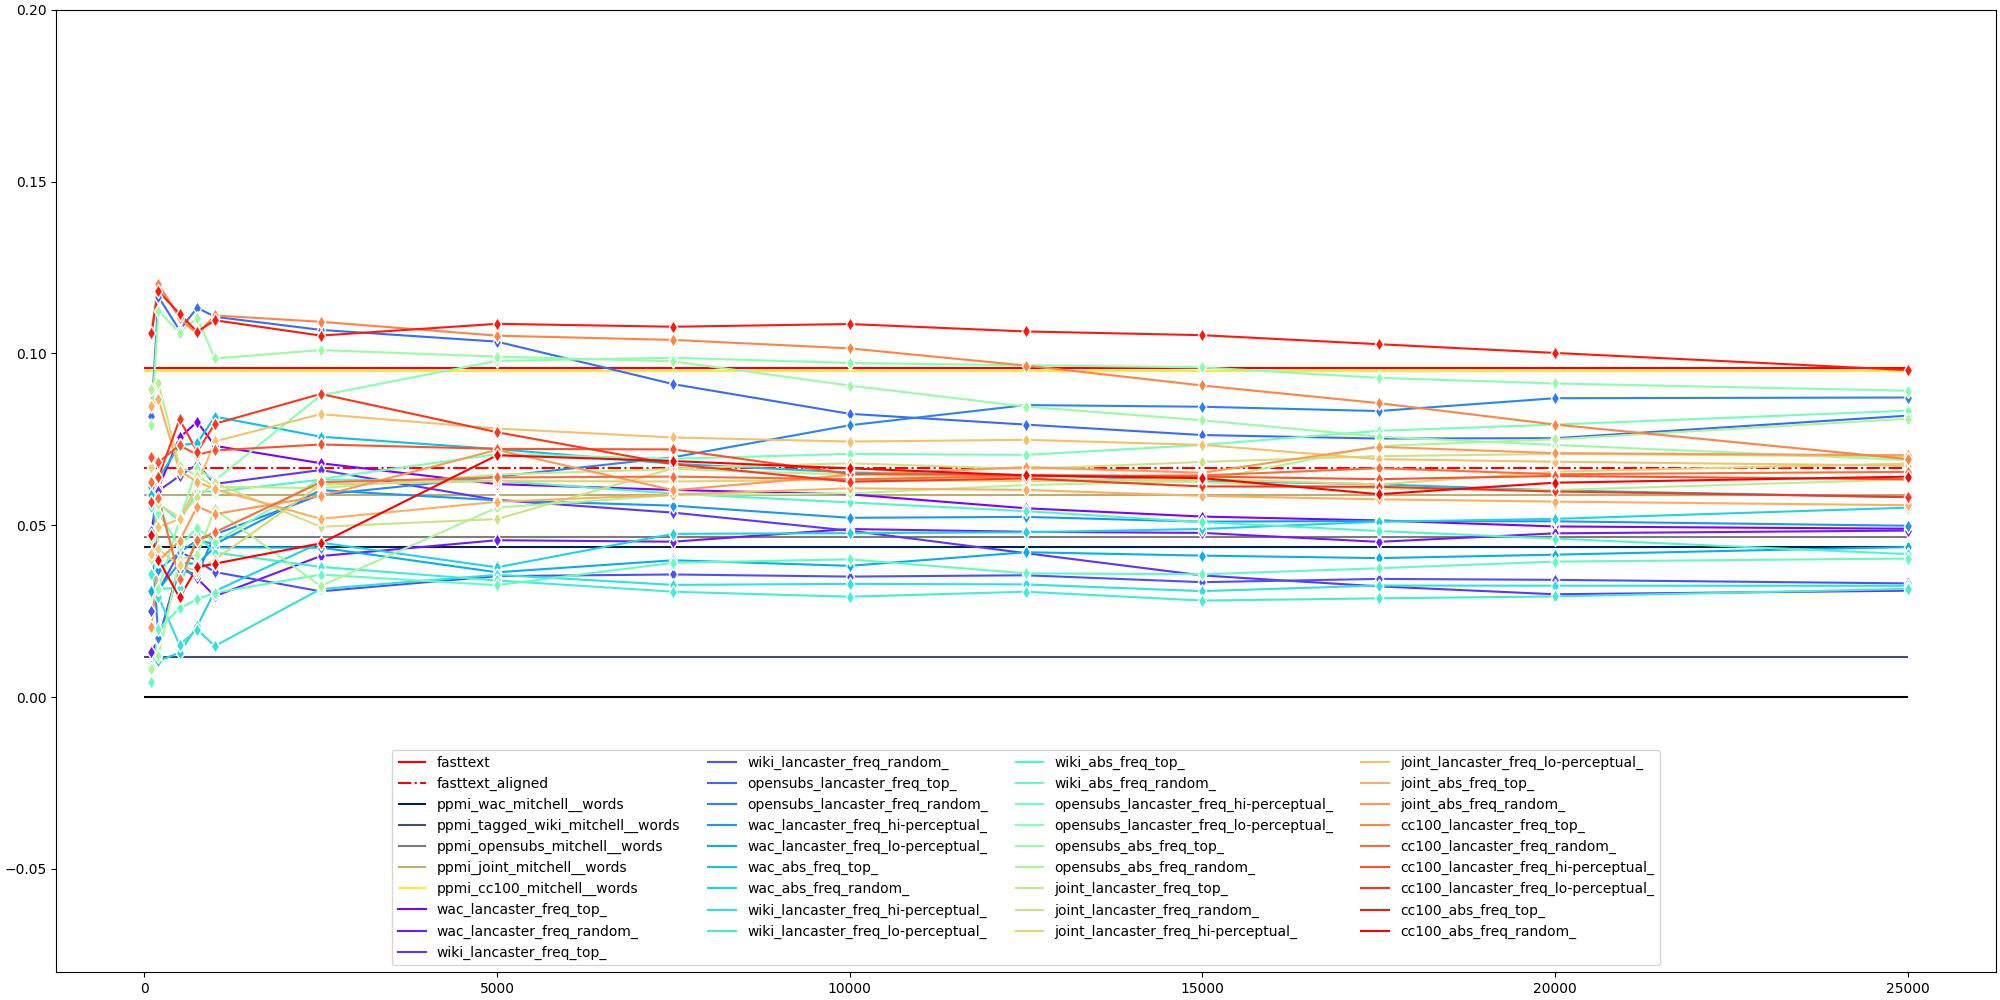 0.20
0.15
0.10
0.05
0.00
−0.05
fasttext
fasttext_aligned
ppmi_wac_mitchell__words
ppmi_tagged_wiki_mitchell__words
ppmi_opensubs_mitchell__words
ppmi_joint_mitchell__words
ppmi_cc100_mitchell__words
wac_lancaster_freq_top_
wac_lancaster_freq_random_
wiki_lancaster_freq_top_
wiki_lancaster_freq_random_
opensubs_lancaster_freq_top_
opensubs_lancaster_freq_random_
wac_lancaster_freq_hi-perceptual_
wac_lancaster_freq_lo-perceptual_
wac_abs_freq_top_
wac_abs_freq_random_
wiki_lancaster_freq_hi-perceptual_
wiki_lancaster_freq_lo-perceptual_
wiki_abs_freq_top_
wiki_abs_freq_random_
opensubs_lancaster_freq_hi-perceptual_
opensubs_lancaster_freq_lo-perceptual_
opensubs_abs_freq_top_
opensubs_abs_freq_random_
joint_lancaster_freq_top_
joint_lancaster_freq_random_
joint_lancaster_freq_hi-perceptual_
joint_lancaster_freq_lo-perceptual_
joint_abs_freq_top_
joint_abs_freq_random_
cc100_lancaster_freq_top_
cc100_lancaster_freq_random_
cc100_lancaster_freq_hi-perceptual_
cc100_lancaster_freq_lo-perceptual_
cc100_abs_freq_top_
cc100_abs_freq_random_
0
5000
10000
15000
20000
25000